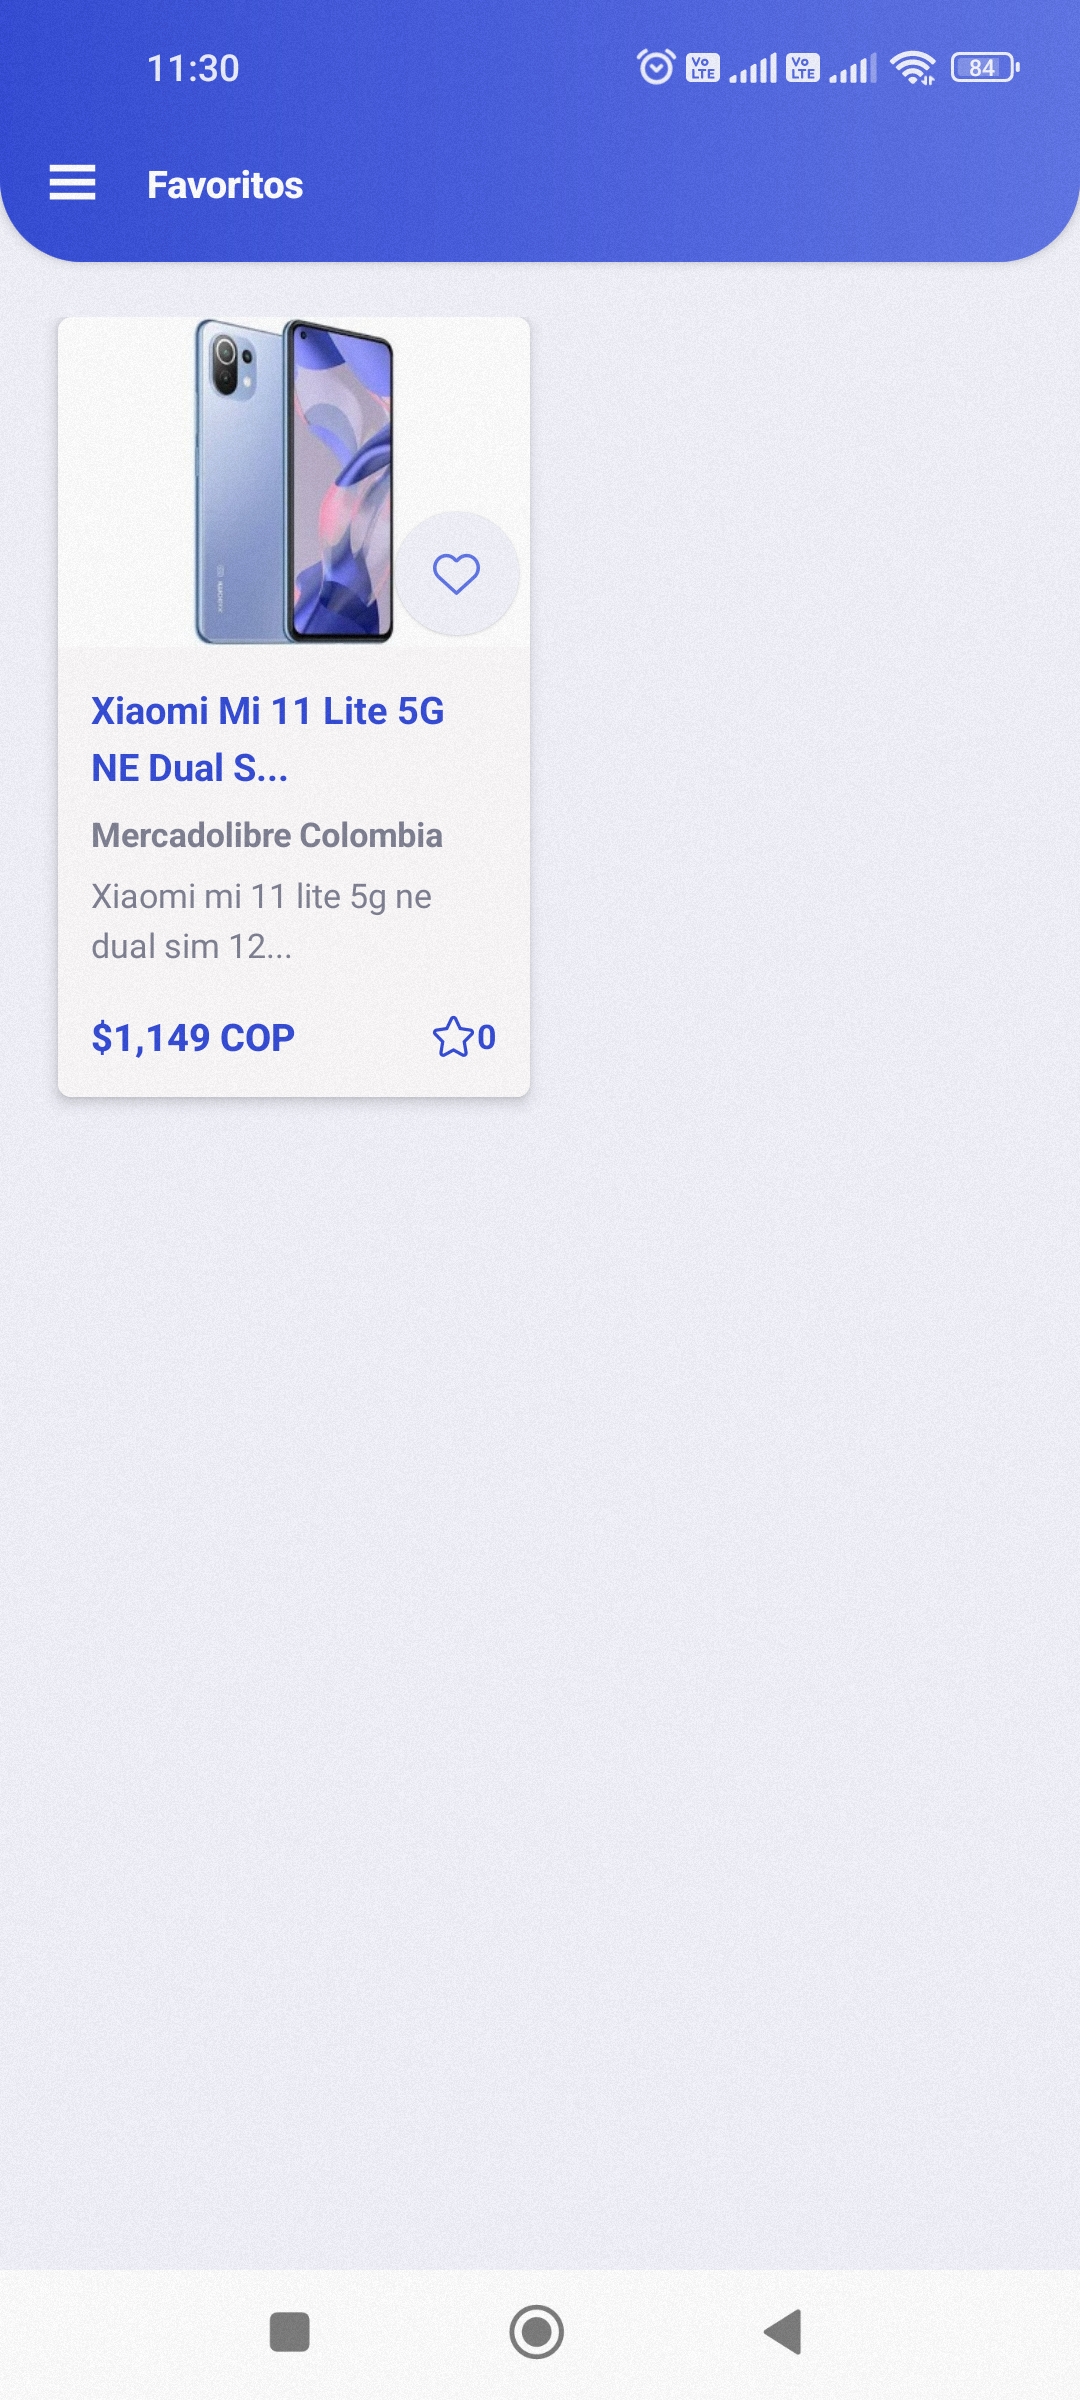 11:30
Vo
LTE
Vo
LTE
84
Favoritos
Xiaomi Mi 11 Lite 5G
NE Dual S...
Mercadolibre Colombia
Xiaomi mi 11 lite 5g ne
dual sim 12...
$1,149 COP
0